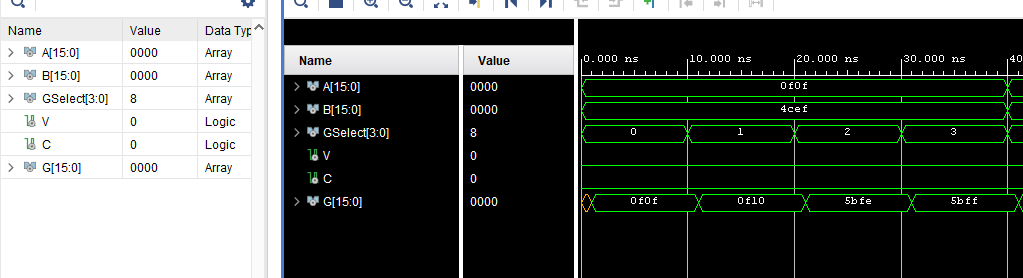 Name Value Data Typ
A[15:0] 0000 Array
B[15:0] 0000 Array
GSelect[3:0] 8 Array
V 0 Logic
C 0 Logic
G[15:0] 0000 Array
Name Value 0.000 ns 10.000 ns 20.000 ns 30.000 ns 40
A[15:0] 0000 0f0f
B[15:0] 0000 4cef
GSelect[3:0] 8 0 1 2 3
V 0
C 0
G[15:0] 0000 0f0f 0f10 5bfe 5bff